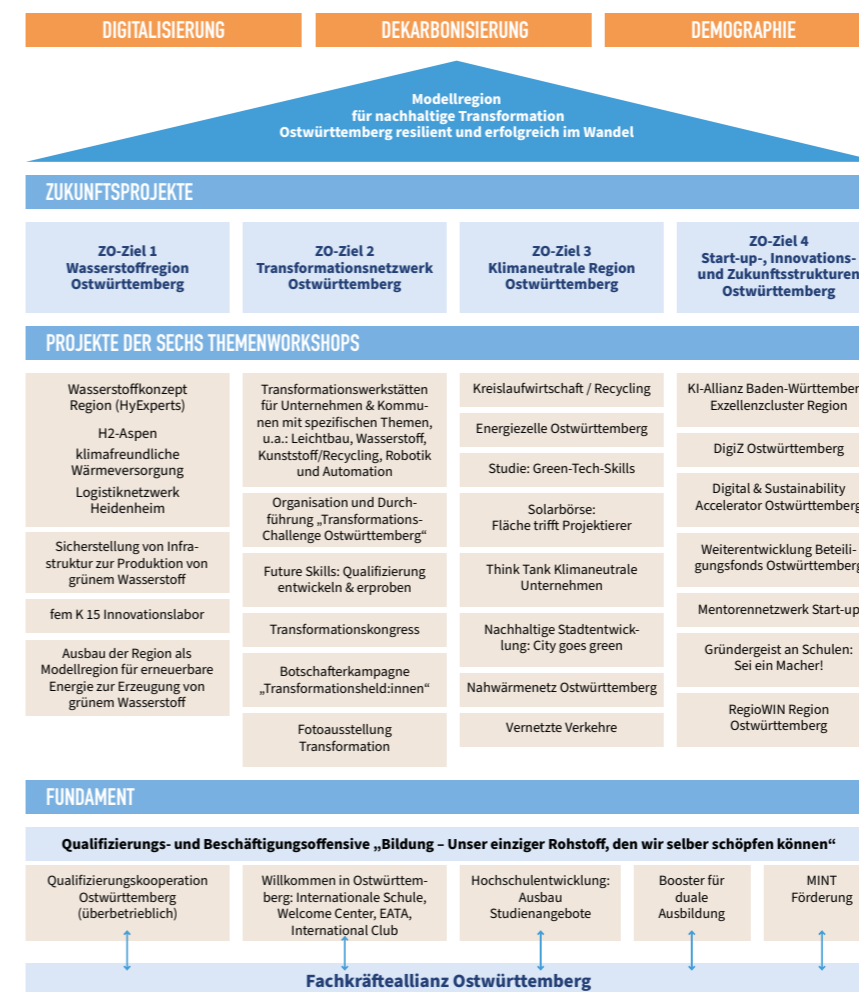 DIGITALISIERUNG
DEKARBONISIERUNG
DEMOGRAPHIE
Modellregion
für nachhaltige Transformation
Ostwürttemberg resilient und erfolgreich im Wandel
ZUKUNFTSPROJEKTE
ZO-Ziel 1
Wasserstoffregion
Ostwürttemberg
ZO-Ziel 2
Transformationsnetzwerk
Ostwürttemberg
ZO-Ziel 3
Klimaneutrale Region
Ostwürttemberg
ZO-Ziel 4
Start-up-, Innovations-
und Zukunftsstrukturen
Ostwürttemberg
PROJEKTE DER SECHS THEMENWORKSHOPS
Wasserstoffkonzept
Region (HyExperts)
H2-Aspen
klimafreundliche
Wärmeversorgung
Logistiknetzwerk
Heidenheim
Sicherstellung von Infra-
struktur zur Produktion von
grünem Wasserstoff
fem K 15 Innovationslabor
Ausbau der Region als
Modellregion für erneuerbare
Energie zur Erzeugung von
grünem Wasserstoff
Transformationswerkstätten
für Unternehmen & Kommu-
nen mit spezifischen Themen,
u.a.: Leichtbau, Wasserstoff,
Kunststoff/Recycling, Robotik
und Automation
Organisation und Durch-
führung „Transformations-
Challenge Ostwürttemberg“
Future Skills: Qualifizierung
entwickeln & erproben
Transformationskongress
Botschafterkampagne
„Transformationsheld:innen“
Fotoausstellung
Transformation
Kreislaufwirtschaft / Recycling
Energiezelle Ostwürttemberg
Studie: Green-Tech-Skills
Solarbörse:
Fläche trifft Projektierer
Think Tank Klimaneutrale
Unternehmen
Nachhaltige Stadtentwick-
lung: City goes green
Nahwärmenetz Ostwürttemberg
Vernetzte Verkehre
KI-Allianz Baden-Württember
Exzellenzcluster Region
DigiZ Ostwürttemberg
Digital & Sustainability
Accelerator Ostwürttemberg
Weiterentwicklung Beteili-
gungsfonds Ostwürttemberg
Mentorennetzwerk Start-up
Gründergeist an Schulen:
Sei ein Macher!
RegioWIN Region
Ostwürttemberg
FUNDAMENT
Qualifizierungs- und Beschäftigungsoffensive „Bildung – Unser einziger Rohstoff, den wir selber schöpfen können“
Qualifizierungskooperation
Ostwürttemberg
(überbetrieblich)
Willkommen in Ostwürttem-
berg: Internationale Schule,
Welcome Center, EATA,
International Club
Hochschulentwicklung:
Ausbau
Studienangebote
Booster für
duale
Ausbildung
MINT
Förderung
Fachkräfteallianz Ostwürttemberg